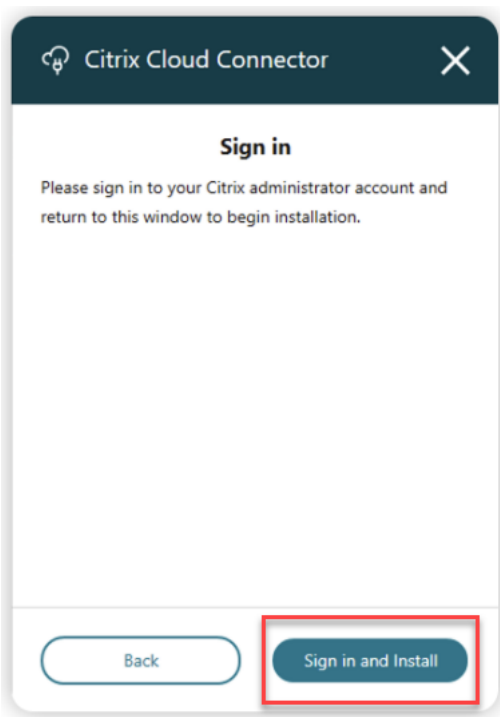 Citrix Cloud Connector
Sign in
Please sign in to your Citrix administrator account and
return to this window to begin installation.
Back
Sign in and Install